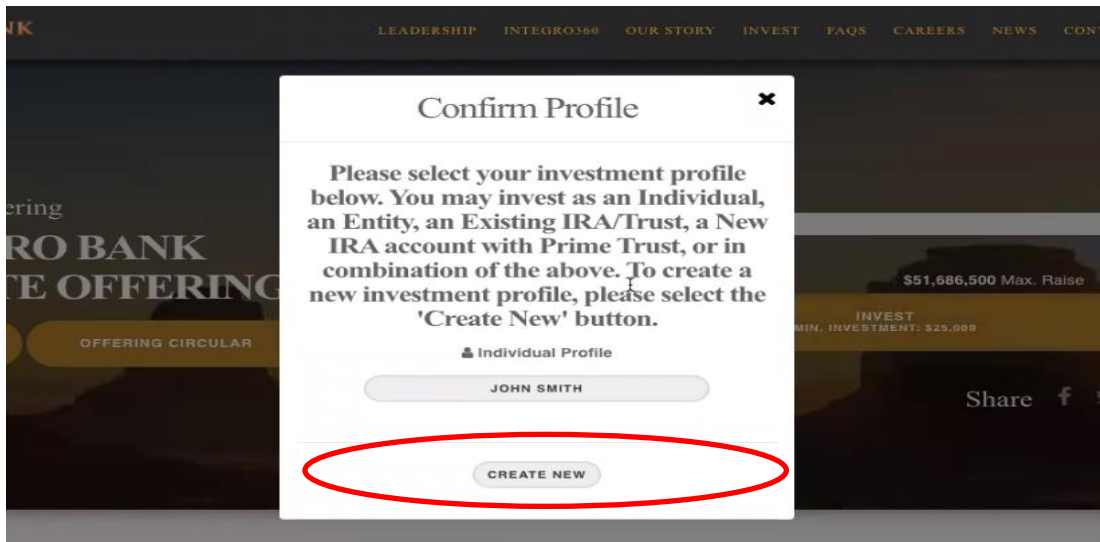 NK
LEADERSHIP INTEGRO360 OUR STORY INVEST FAQS CAREERS NEWS CON
Confirm Profile
Please select your investment profile
below. You may invest as an Individual,
an Entity, an Existing IRA/Trust, a New
IRA account with Prime Trust, or in
combination of the above. To create a
new investment profile, please select the
'Create New' button.
Individual Profile
JOHN SMITH
CREATE NEW
ering
RO BANK
TE OFFERING
OFFERING CIRCULAR
$51,686,500 Max. Raise
INVEST
MIN. INVESTMENT: $25,000
Share